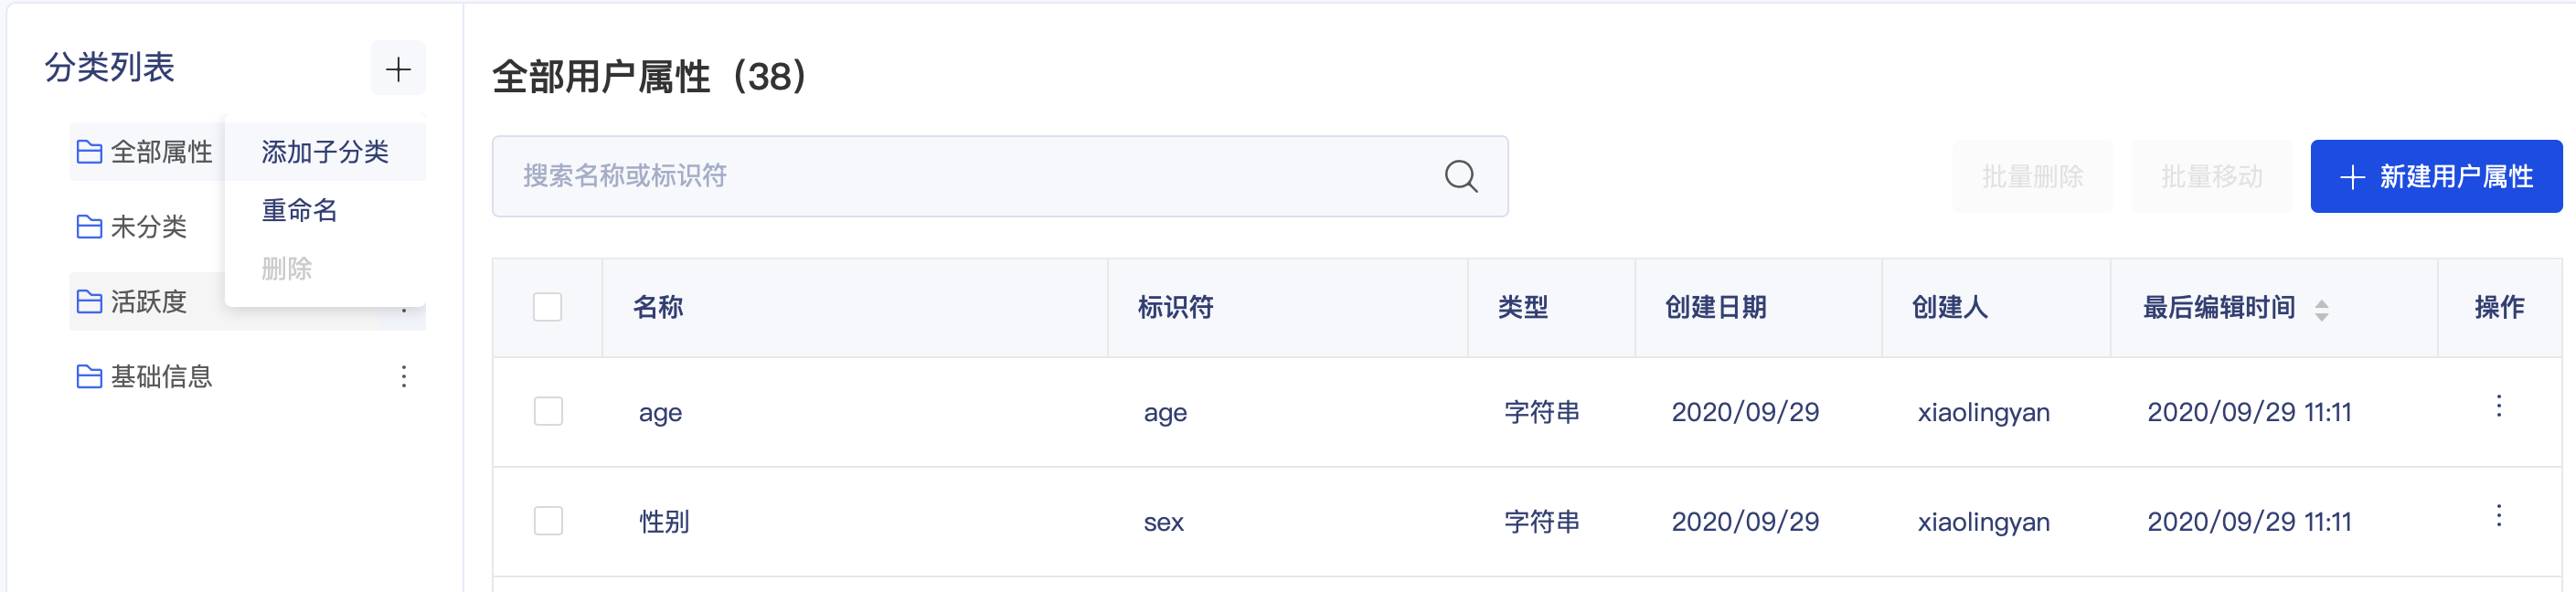 分类列表
全部属性
添加子分类
重命名
删除
未分类
活跃度
基础信息
全部用户属性（38）
搜索名称或标识符
批量删除 批量移动 新建用户属性
名称 标识符 类型 创建日期 创建人 最后编辑时间 操作
age age 字符串 2020/09/29 xiaolingyan 2020/09/29 11:11
性别 sex 字符串 2020/09/29 xiaolingyan 2020/09/29 11:11